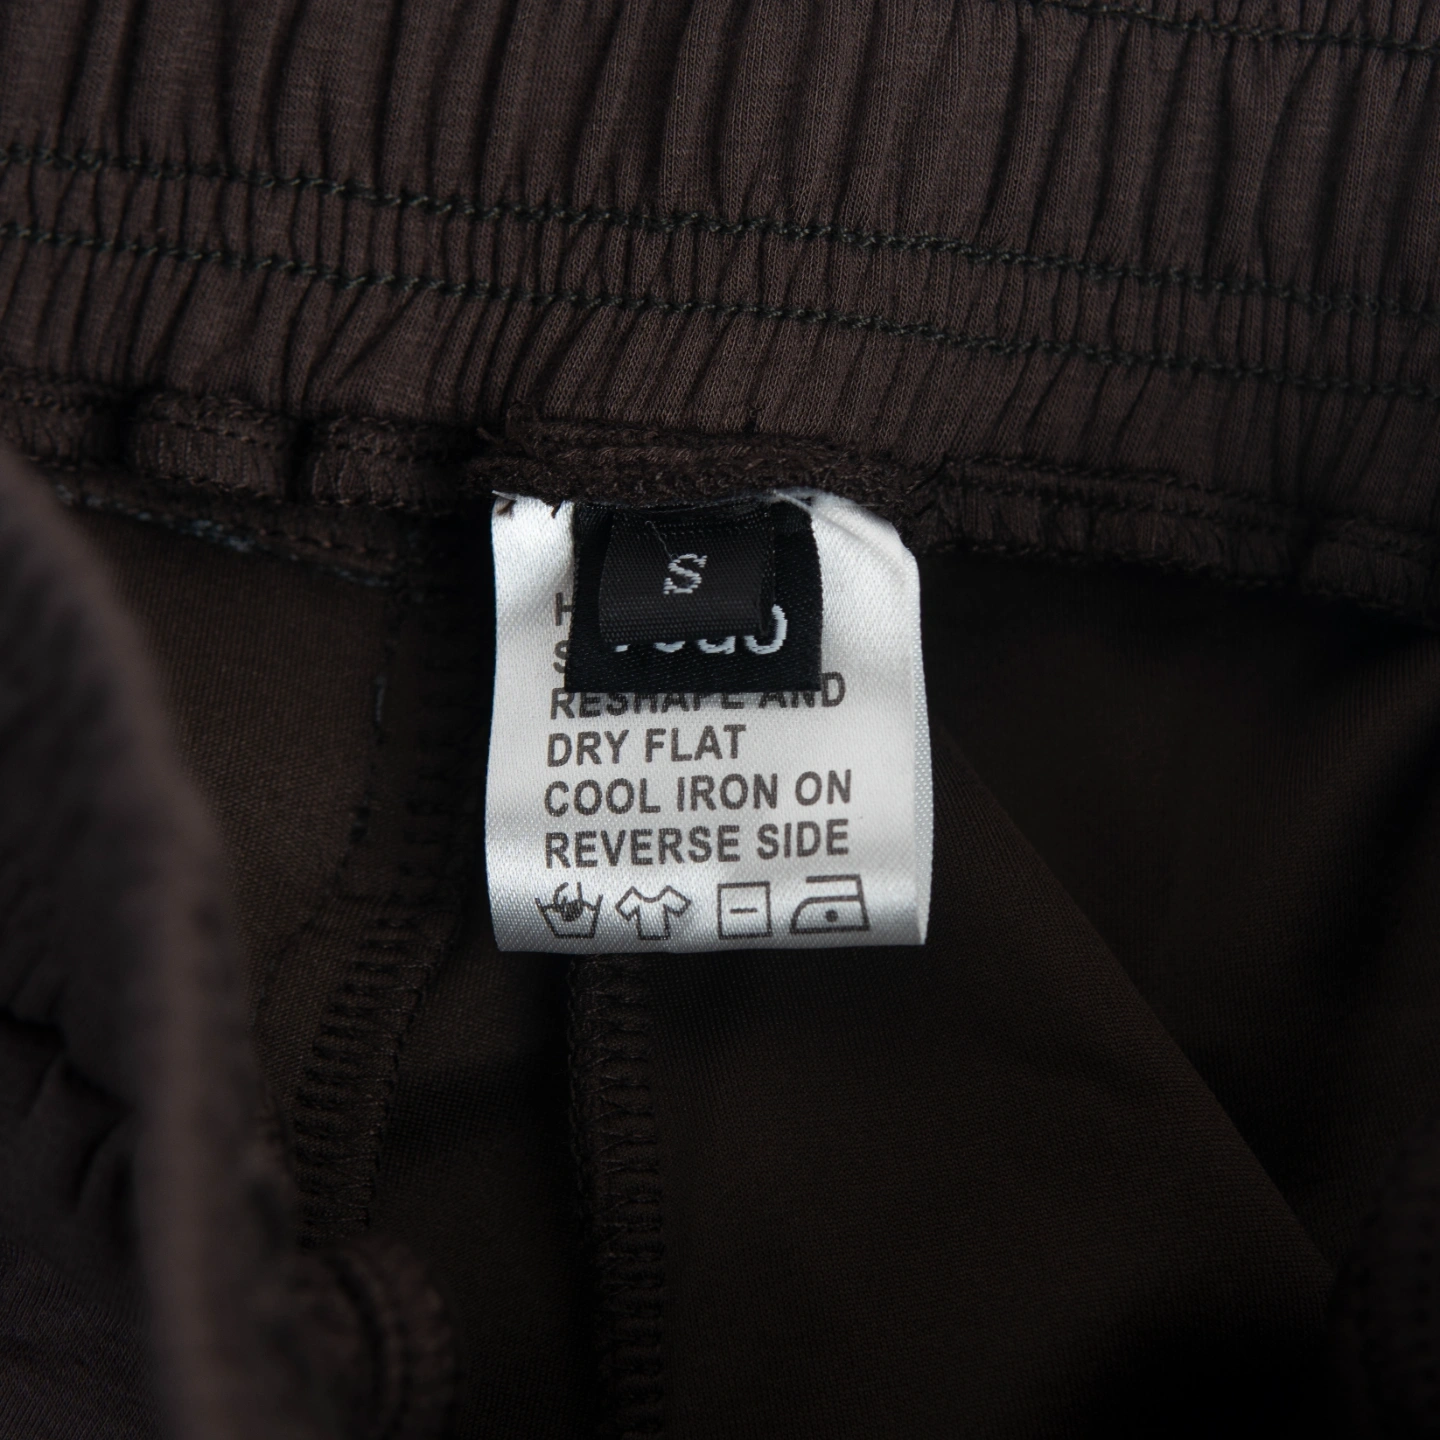 S
RESHAPE AND
DRY FLAT
COOL IRON ON
REVERSE SIDE